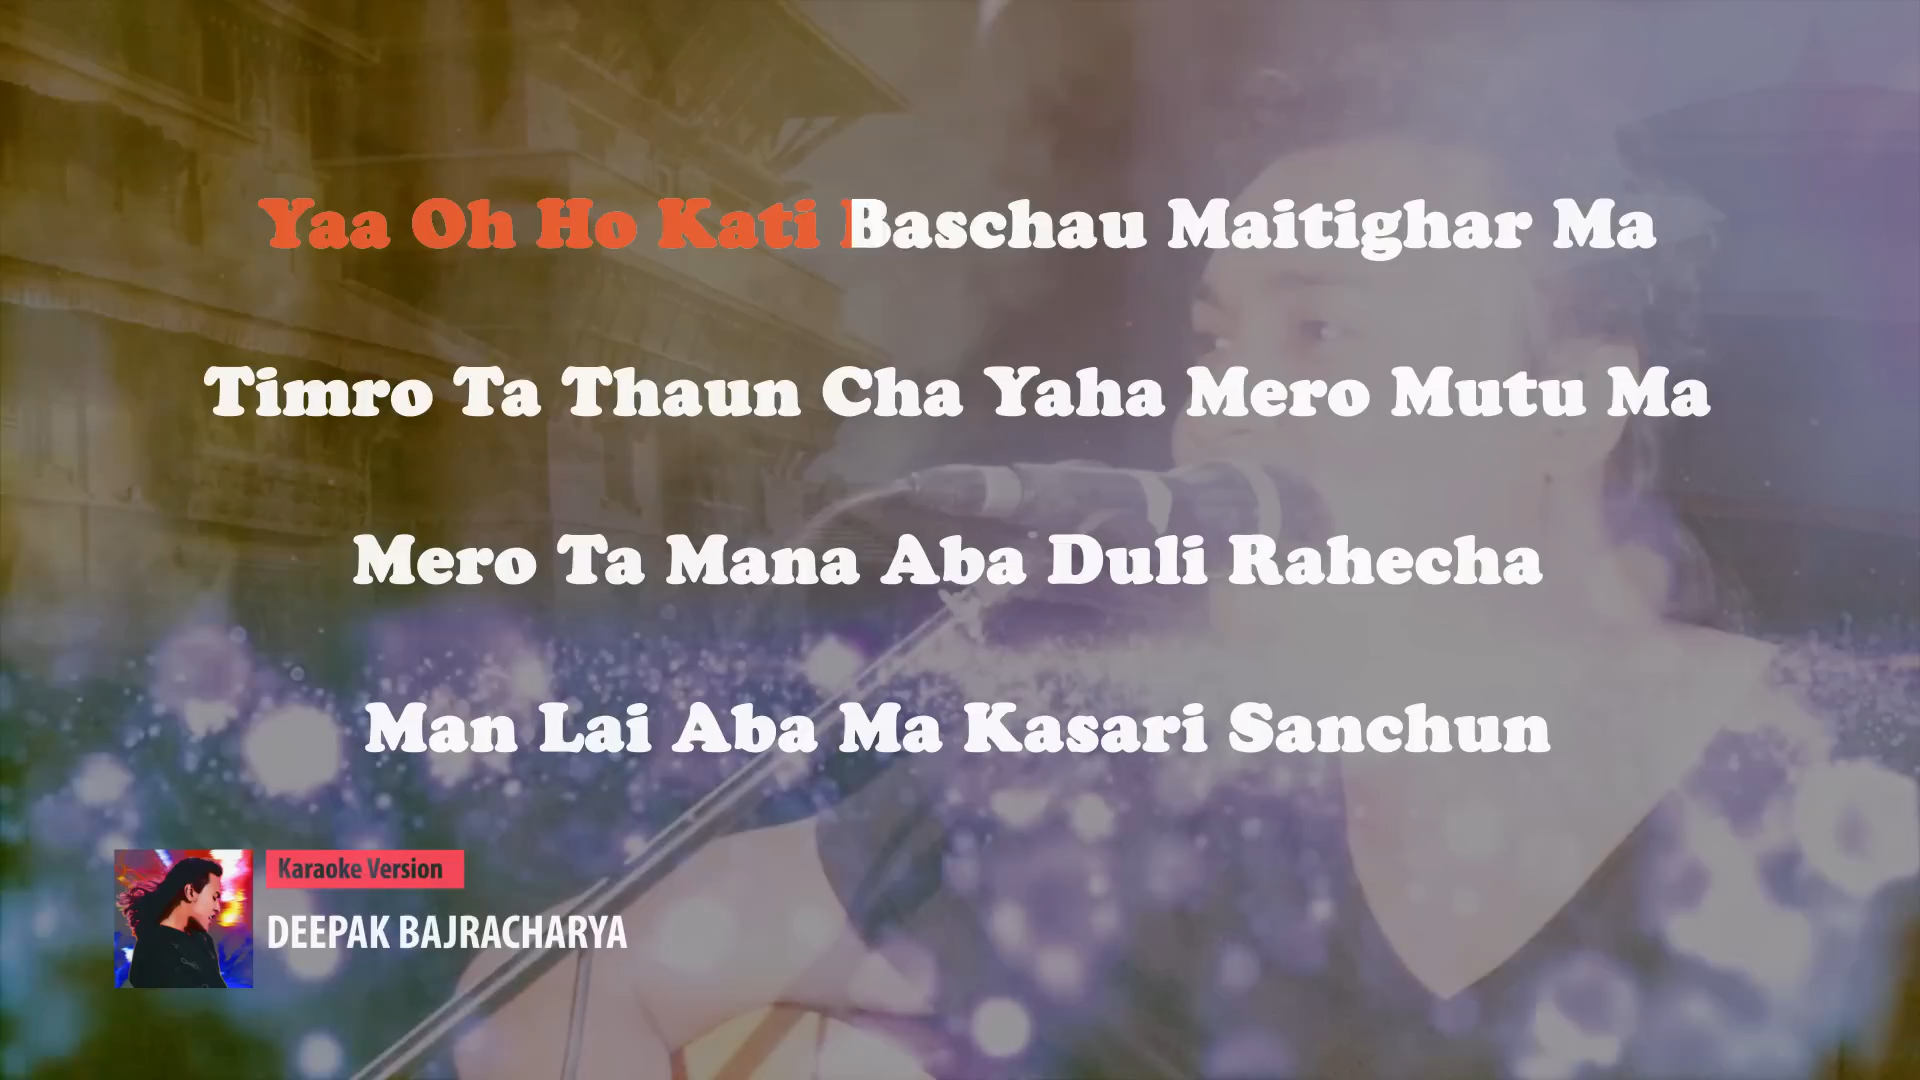 Yaa Oh Ho Kati Baschau Maitighar Ma
Timro Ta Thaun Cha Yaha Mero Mutu Ma
Mero Ta Mana Aba Duli Rahecha
Man Lai Aba Ma Kasari Sanchun
Karaoke Version
DEEPAK BAJRACHARYA